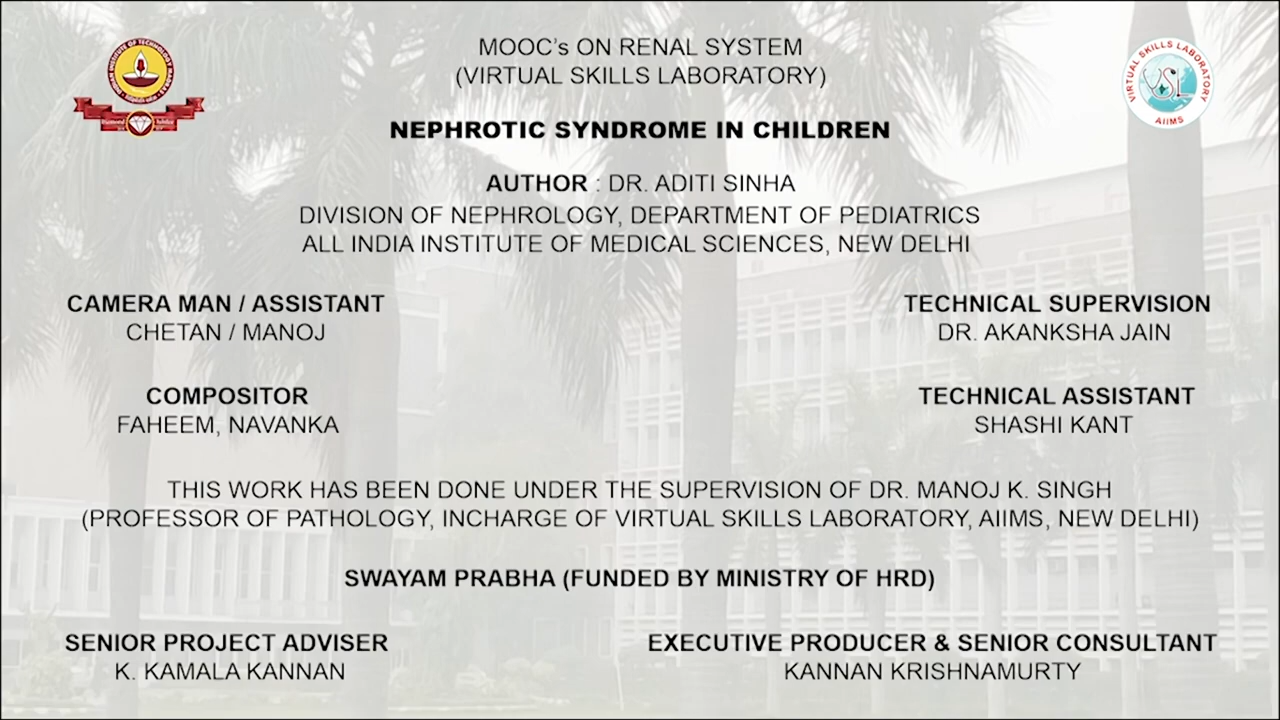 MOOC's ON RENAL SYSTEM
(VIRTUAL SKILLS LABORATORY)
NEPHROTIC SYNDROME IN CHILDREN
AUTHOR : DR. ADITI SINHA
DIVISION OF NEPHROLOGY, DEPARTMENT OF PEDIATRICS
ALL INDIA INSTITUTE OF MEDICAL SCIENCES, NEW DELHI
CAMERA MAN / ASSISTANT
CHETAN / MANOJ
TECHNICAL SUPERVISION
DR. AKANKSHA JAIN
COMPOSITOR
FAHEEM, NAVANKA
TECHNICAL ASSISTANT
SHASHI KANT
THIS WORK HAS BEEN DONE UNDER THE SUPERVISION OF DR. MANOJ K. SINGH
(PROFESSOR OF PATHOLOGY, INCHARGE OF VIRTUAL SKILLS LABORATORY, AIIMS, NEW DELHI)
SWAYAM PRABHA (FUNDED BY MINISTRY OF HRD)
SENIOR PROJECT ADVISER
K. KAMALA KANNAN
EXECUTIVE PRODUCER & SENIOR CONSULTANT
KANNAN KRISHNAMURTY
VIRTUAL SKILLS LABORATORY
VSL
AIIMS